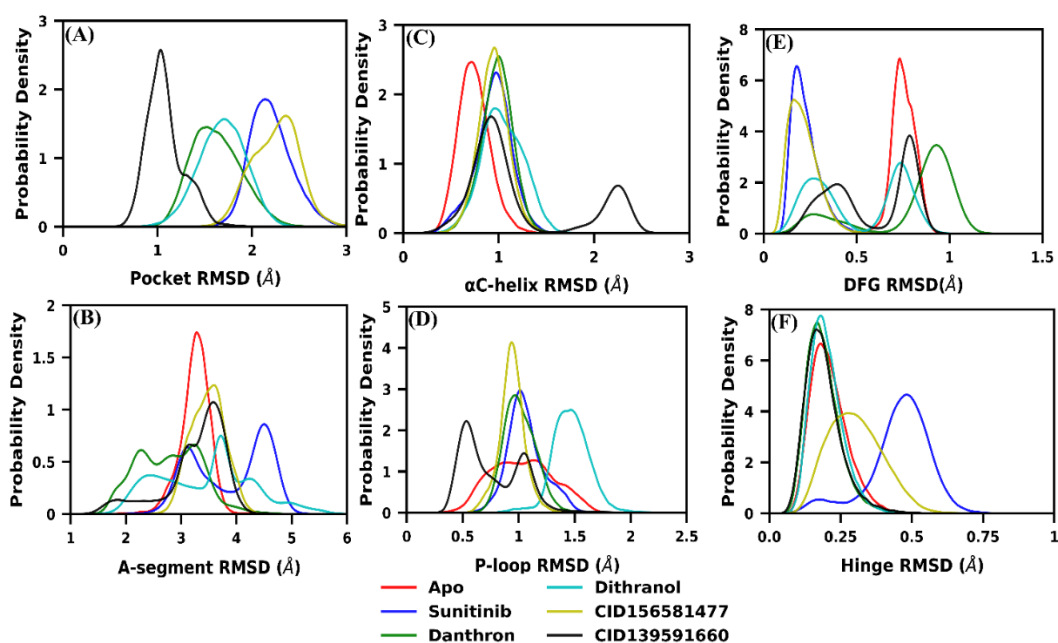 (A)
Probability Density
3
2
1
0
0 1 2 3
Pocket RMSD (Å)
(C)
Probability Density
3
2
1
0
0 1 2 3
αC-helix RMSD (Å)
(E)
Probability Density
8
6
4
2
0
0 0.5 1 1.5
DFG RMSD(Å)
(B)
Probability Density
2
1.5
1
0.5
0
1 2 3 4 5 6
A-segment RMSD (Å)
(D)
Probability Density
5
4
3
2
1
0
0 0.5 1 1.5 2 2.5
P-loop RMSD (Å)
(F)
Probability Density
8
6
4
2
0
0.0 0.25 0.5 0.75 1
Hinge RMSD (Å)
Apo
Sunitinib
Danthron
Dithranol
CID156581477
CID139591660